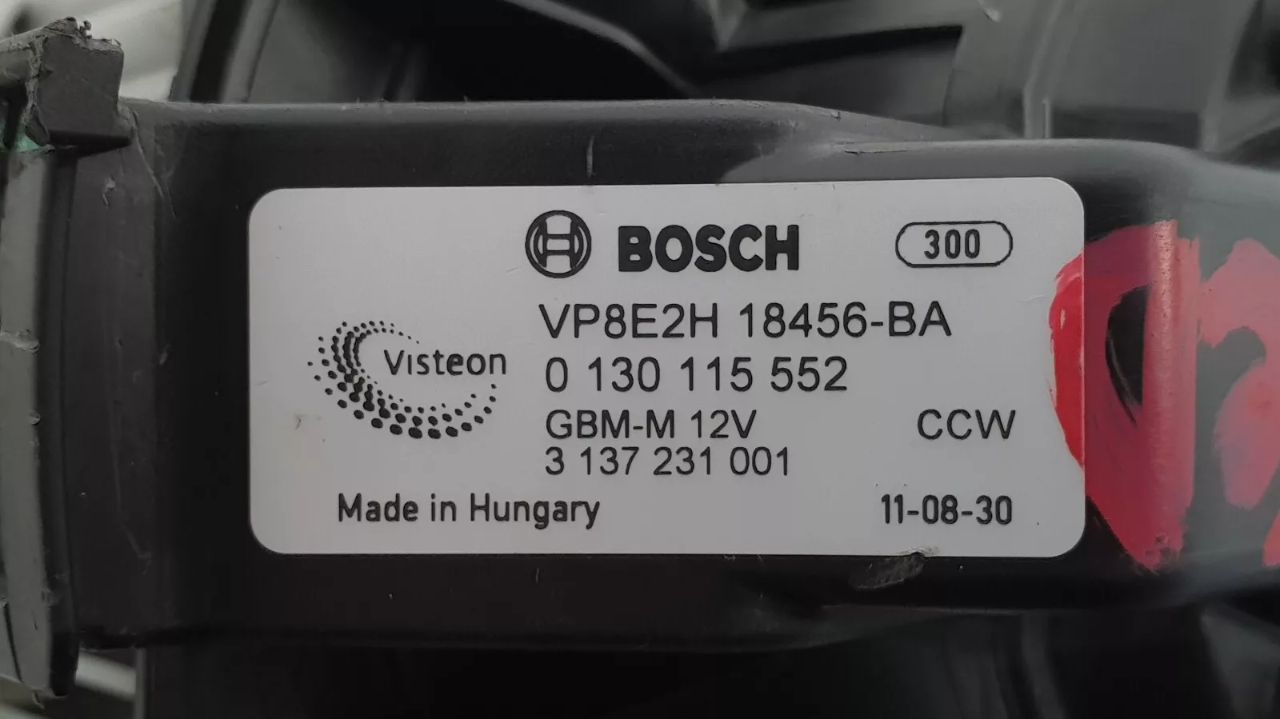 BOSCH 300
VP8E2H 18456-BA
Visteon
0 130 115 552
GBM-M 12V CCW
3 137 231 001
Made in Hungary 11-08-30